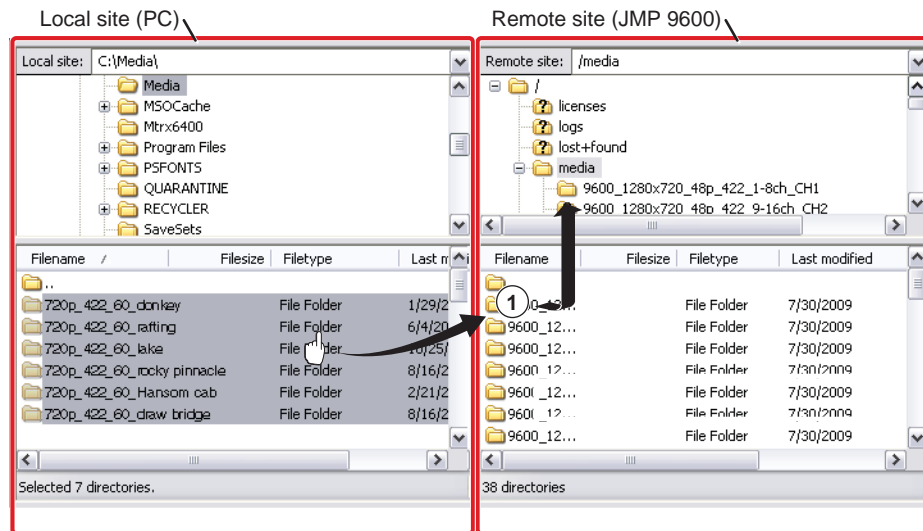 Local site (PC)
Remote site (JMP 9600)
Local site: C:\Media\
Media
MSOCache
Mtrx6400
Program Files
PSFONTS
QUARANTINE
RECYCLER
SaveSets
Filename / Filesize Filetype Last m
..
720p_422_60_donkey File Folder 1/29/2
720p_422_60_rafting File Folder 6/4/20
720p_422_60_lake File 10/25/
720p_422_60_rocky pinnacle File Folder 8/16/2
720p_422_60_Hansom cab File Folder 2/21/2
720p_422_60_draw bridge File Folder 8/16/2
Selected 7 directories.
Remote site: /media
/
licenses
logs
lost+found
media
9600_1280x720_48p_422_1-8ch_CH1
9600_1280x720_48p_422_9-16ch_CH2
Filename Filesize Filetype Last modified
1
File Folder 7/30/2009
9600_12... File Folder 7/30/2009
9600_12... File Folder 7/30/2009
9600_12... File Folder 7/30/2009
9600_12... File Folder 7/30/2009
9600_12... File Folder 7/30/2009
9600_12... File Folder 7/30/2009
38 directories